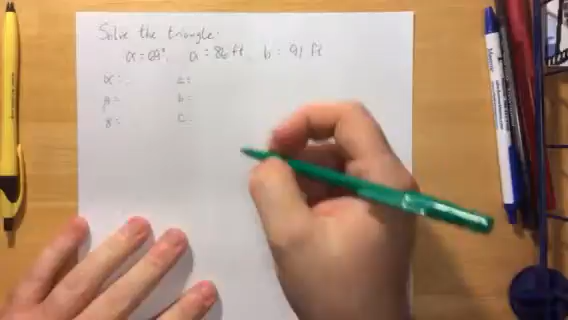 Solve the triangle:
α = 69°, a = 86 ft, b = 91 ft
α = a =
β = b =
γ = c =